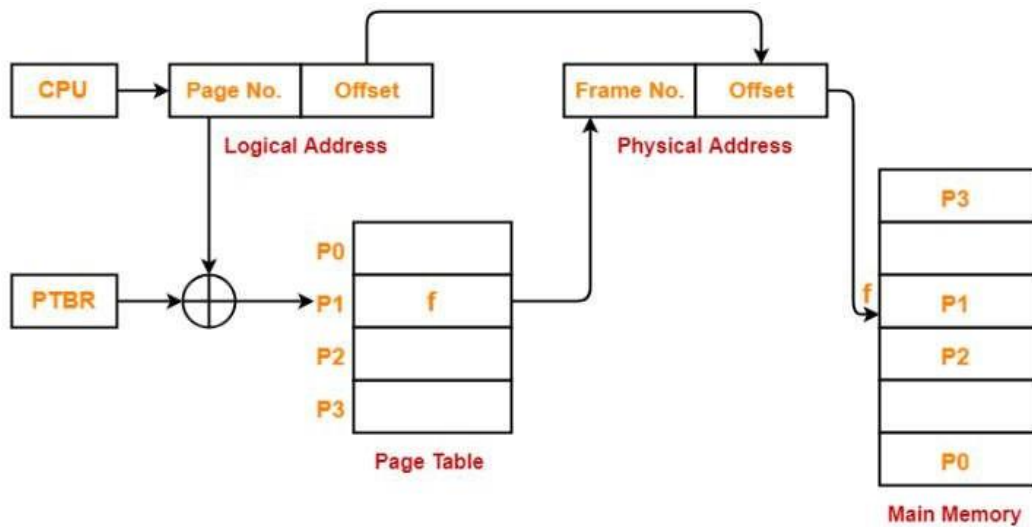 CPU
Page No.
Offset
Logical Address
Frame No.
Offset
Physical Address
PTBR
P0
P1
f
P2
P3
Page Table
P3
f
P1
P2
P0
Main Memory